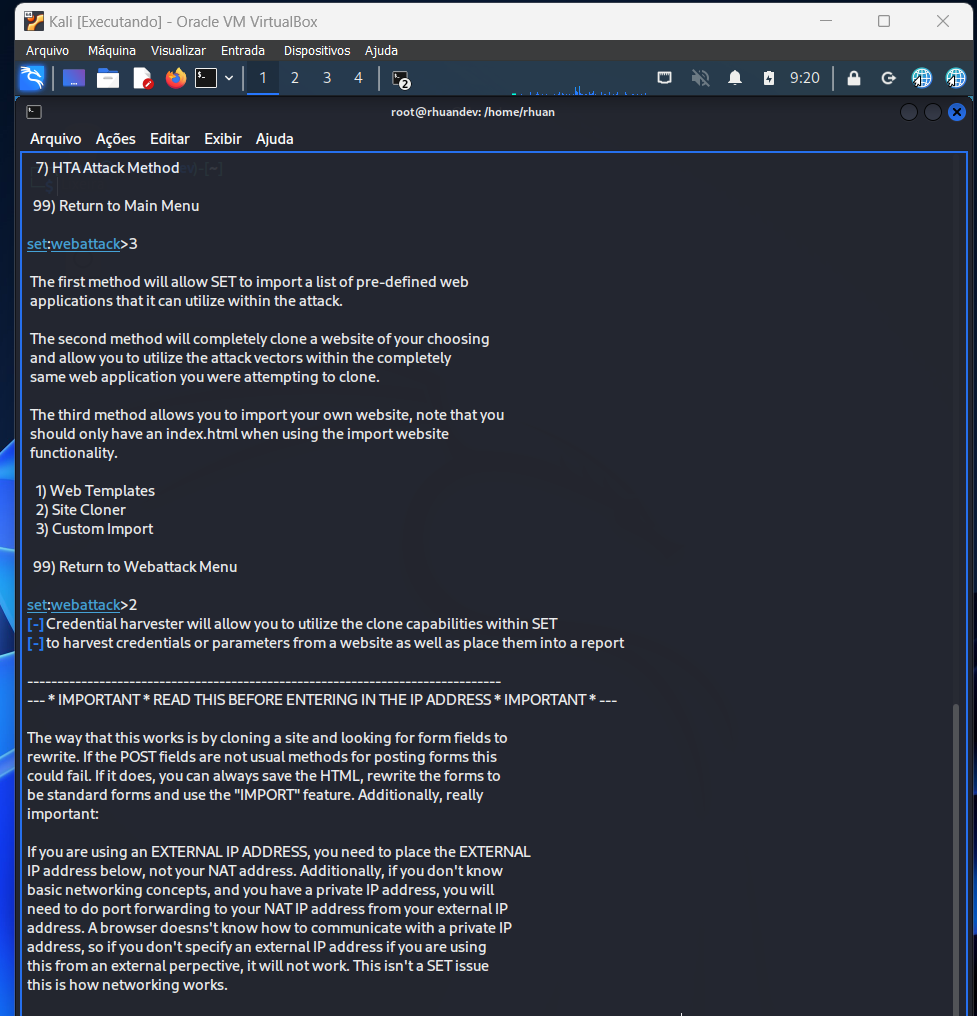 Kali [Executando] - Oracle VM VirtualBox
Arquivo Máquina Visualizar Entrada Dispositivos Ajuda
1 2 3 4 2 9:20
root@rhuandev: /home/rhuan
Arquivo Ações Editar Exibir Ajuda
7) HTA Attack Method
99) Return to Main Menu
set:webattack>3
The first method will allow SET to import a list of pre-defined web
applications that it can utilize within the attack.
The second method will completely clone a website of your choosing
and allow you to utilize the attack vectors within the completely
same web application you were attempting to clone.
The third method allows you to import your own website, note that you
should only have an index.html when using the import website
functionality.
1) Web Templates
2) Site Cloner
3) Custom Import
99) Return to Webattack Menu
set:webattack>2
[-] Credential harvester will allow you to utilize the clone capabilities within SET
[-] to harvest credentials or parameters from a website as well as place them into a report
-------------------------------------------------------------------------------
--- * IMPORTANT * READ THIS BEFORE ENTERING IN THE IP ADDRESS * IMPORTANT * ---
The way that this works is by cloning a site and looking for form fields to
rewrite. If the POST fields are not usual methods for posting forms this
could fail. If it does, you can always save the HTML, rewrite the forms to
be standard forms and use the "IMPORT" feature. Additionally, really
important:
If you are using an EXTERNAL IP ADDRESS, you need to place the EXTERNAL
IP address below, not your NAT address. Additionally, if you don't know
basic networking concepts, and you have a private IP address, you will
need to do port forwarding to your NAT IP address from your external IP
address. A browser doesns't know how to communicate with a private IP
address, so if you don't specify an external IP address if you are using
this from an external perpective, it will not work. This isn't a SET issue
this is how networking works.